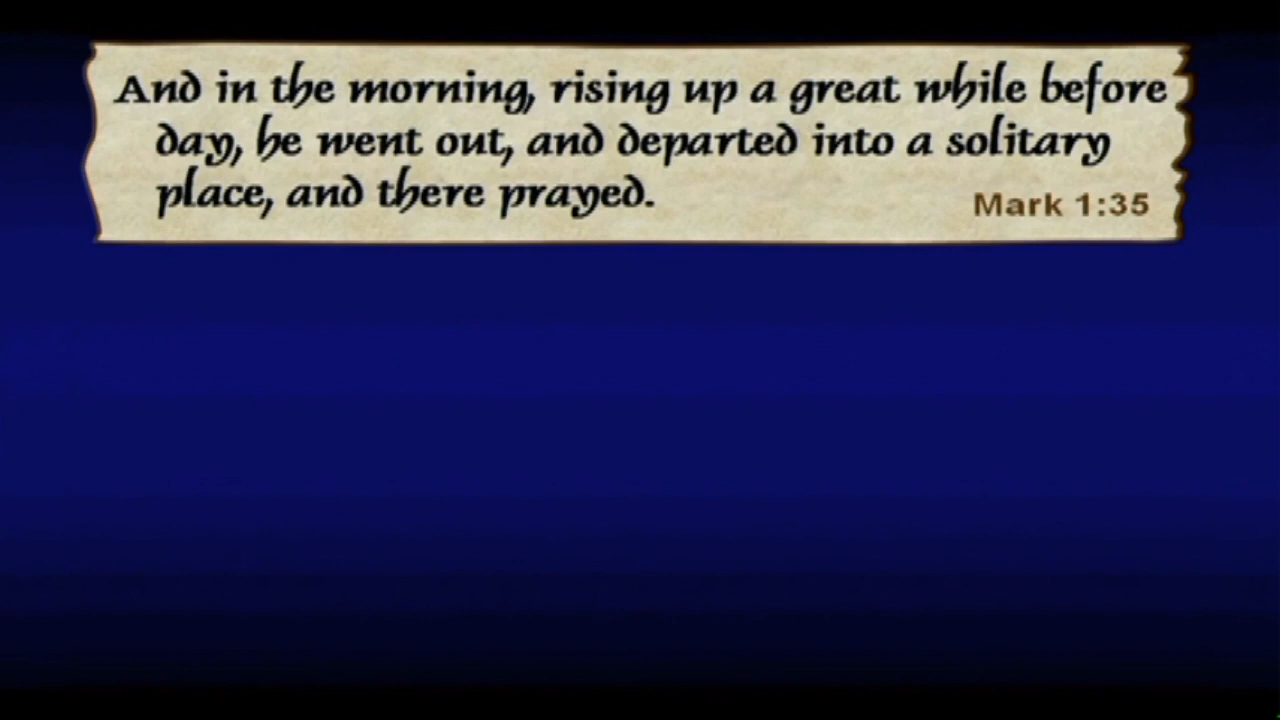 And in the morning, rising up a great while before
day, he went out, and departed into a solitary
place, and there prayed.
Mark 1:35